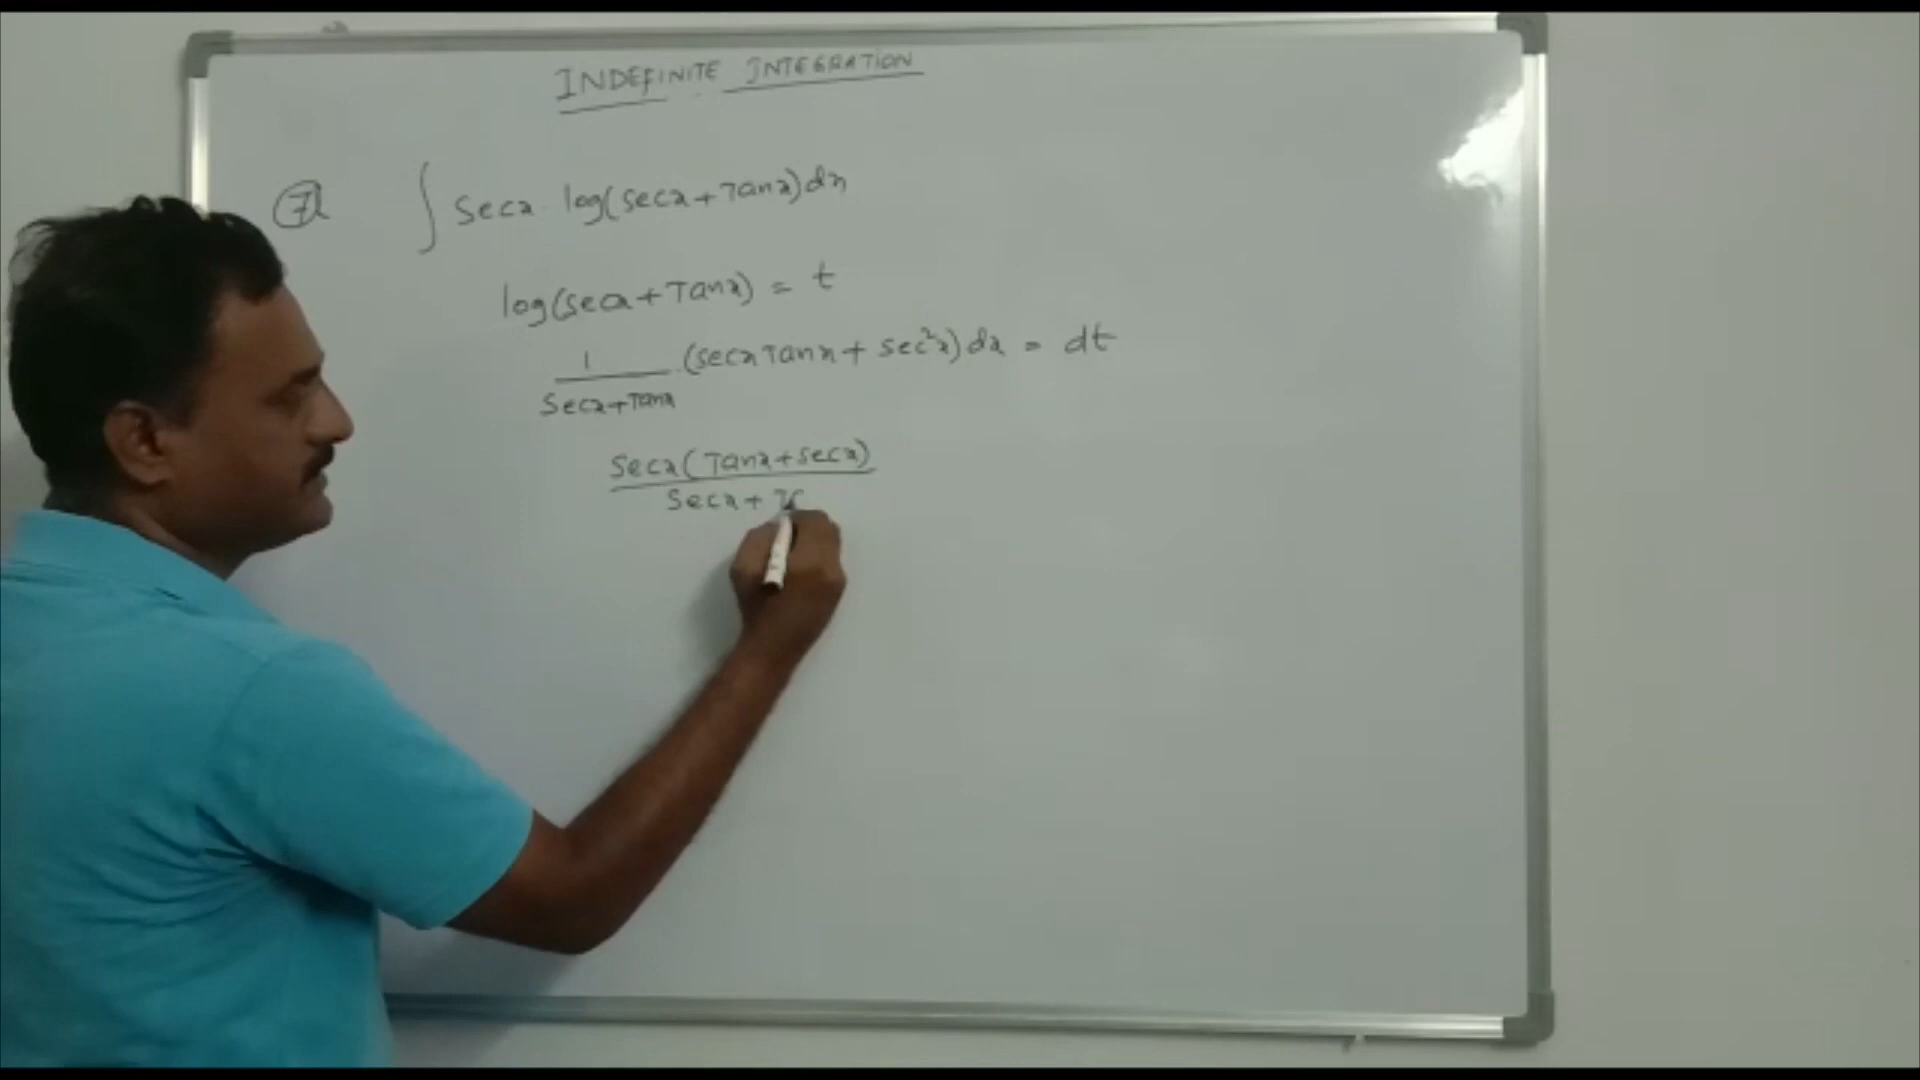 INDEFINITE INTEGRATION
∫ secx · log(secx+Tanx)dx
log(secx+Tanx) = t
1/(secx+Tanx) · (secx Tanx + sec²x)dx = dt
secx(Tanx+secx)
secx +